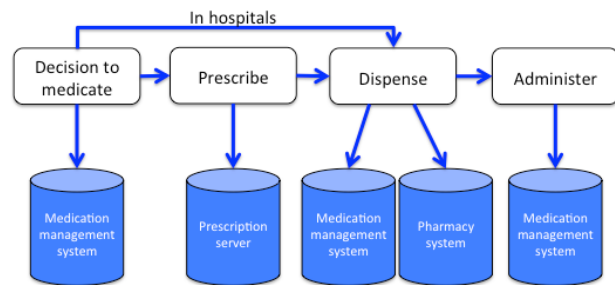 In hospitals
Decision to
medicate
Prescribe
Dispense
Administer
Medication
management
system
Prescription
server
Medication
management
system
Pharmacy
system
Medication
management
system